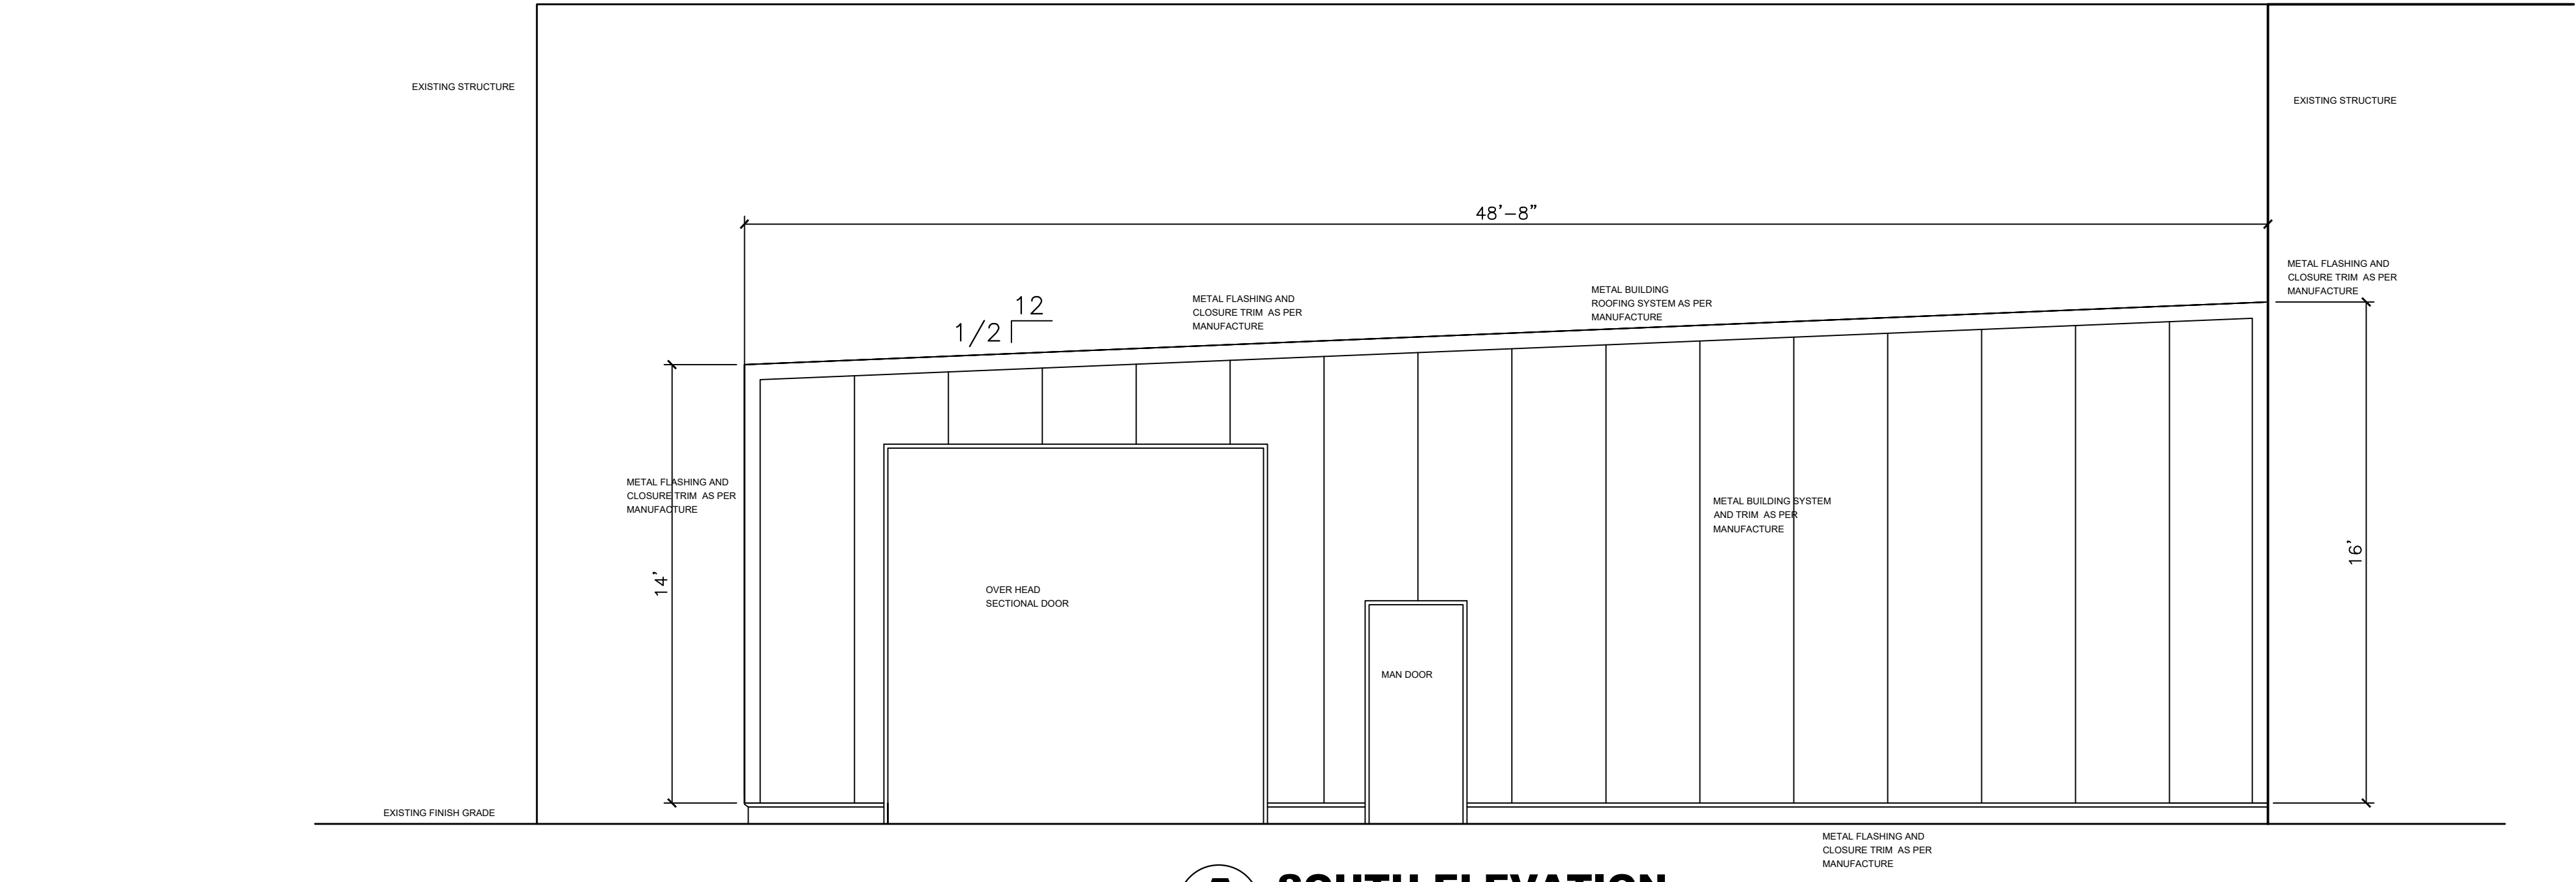 EXISTING STRUCTURE
EXISTING STRUCTURE
48'-8"
METAL FLASHING AND
CLOSURE TRIM AS PER
MANUFACTURE
12
1/2
METAL FLASHING AND
CLOSURE TRIM AS PER
MANUFACTURE
METAL BUILDING
ROOFING SYSTEM AS PER
MANUFACTURE
METAL FLASHING AND
CLOSURE TRIM AS PER
MANUFACTURE
METAL BUILDING SYSTEM
AND TRIM AS PER
MANUFACTURE
14'
16'
OVER HEAD
SECTIONAL DOOR
MAN DOOR
EXISTING FINISH GRADE
METAL FLASHING AND
CLOSURE TRIM AS PER
MANUFACTURE
SOUTH ELEVATION